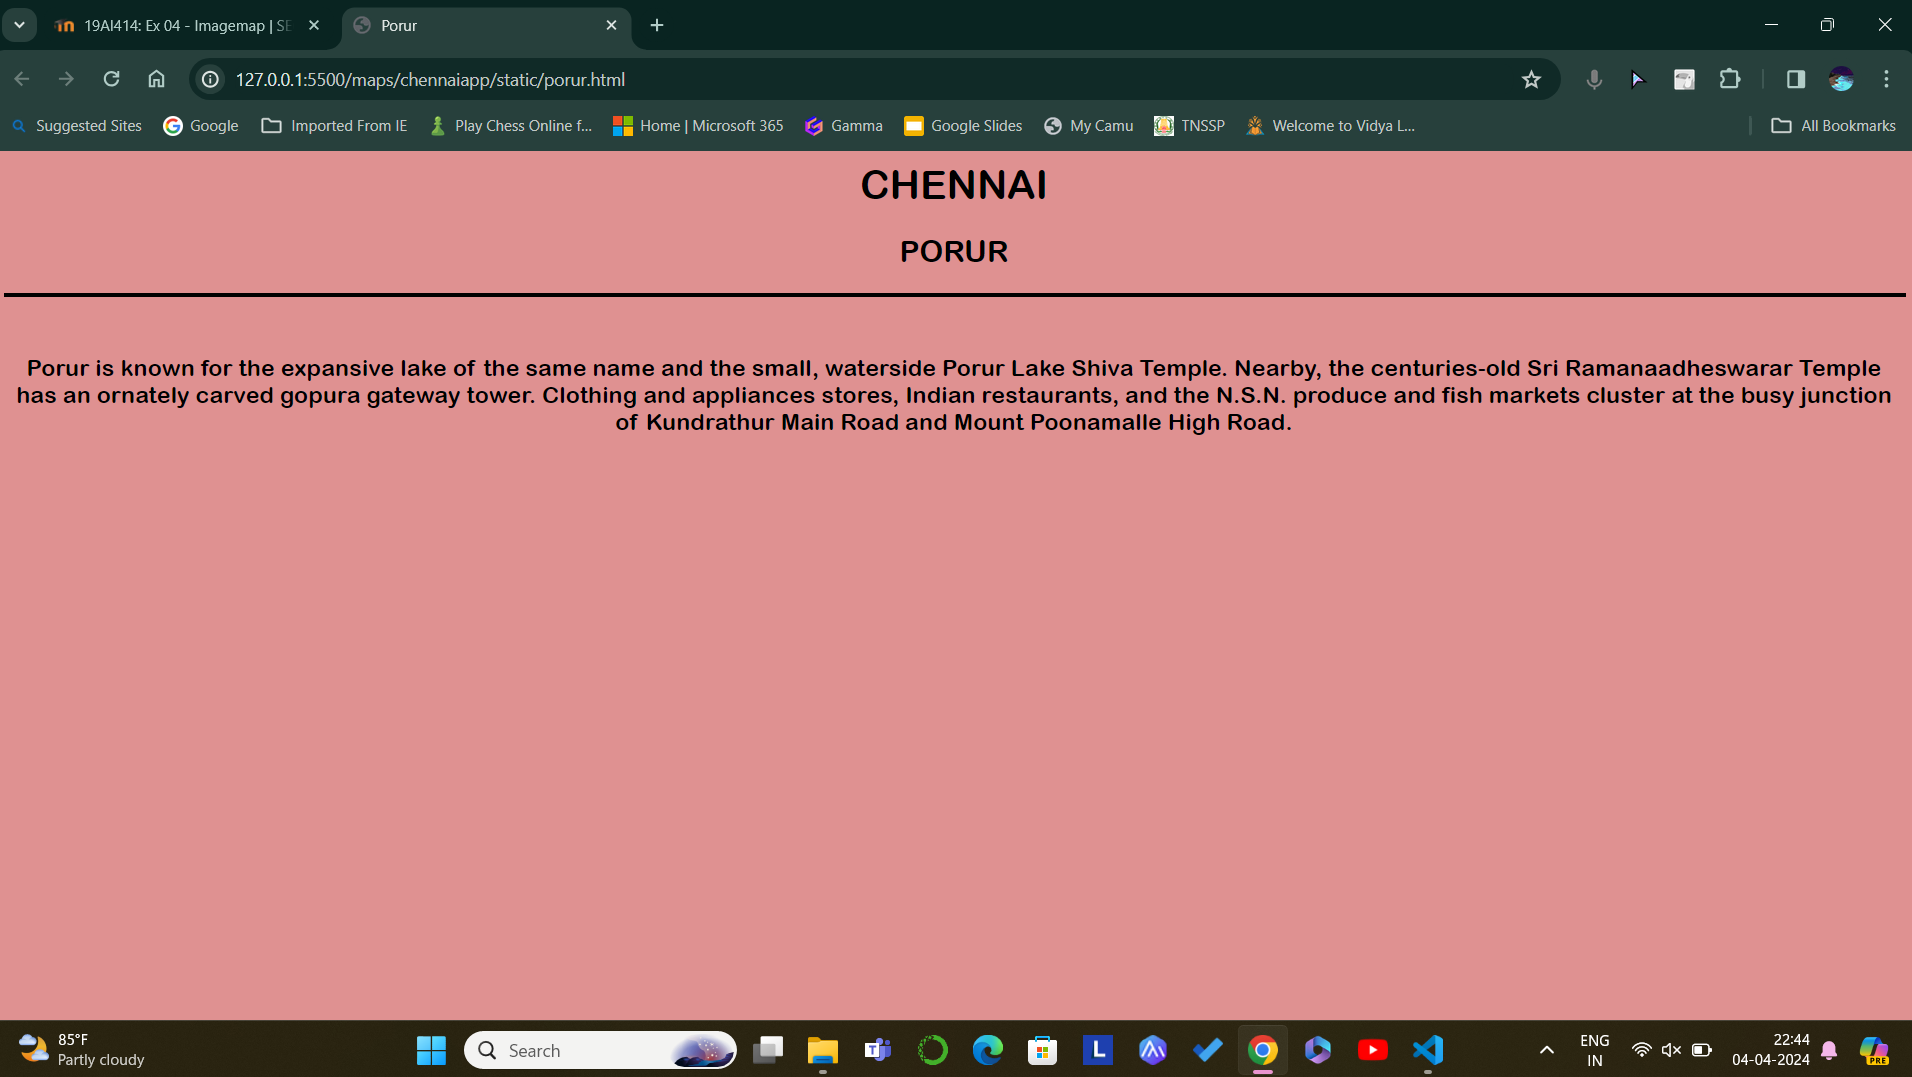 19AI414: Ex 04 - Imagemap | SE
Porur
127.0.0.1:5500/maps/chennaiapp/static/porur.html
Suggested Sites
Google
Imported From IE
Play Chess Online f...
Home | Microsoft 365
Gamma
Google Slides
My Camu
TNSSP
Welcome to Vidya L...
All Bookmarks
CHENNAI
PORUR
Porur is known for the expansive lake of the same name and the small, waterside Porur Lake Shiva Temple. Nearby, the centuries-old Sri Ramanaadheswarar Temple
has an ornately carved gopura gateway tower. Clothing and appliances stores, Indian restaurants, and the N.S.N. produce and fish markets cluster at the busy junction
of Kundrathur Main Road and Mount Poonamalle High Road.
85°F
Partly cloudy
Search
L
ENG
IN
22:44
04-04-2024
PRE